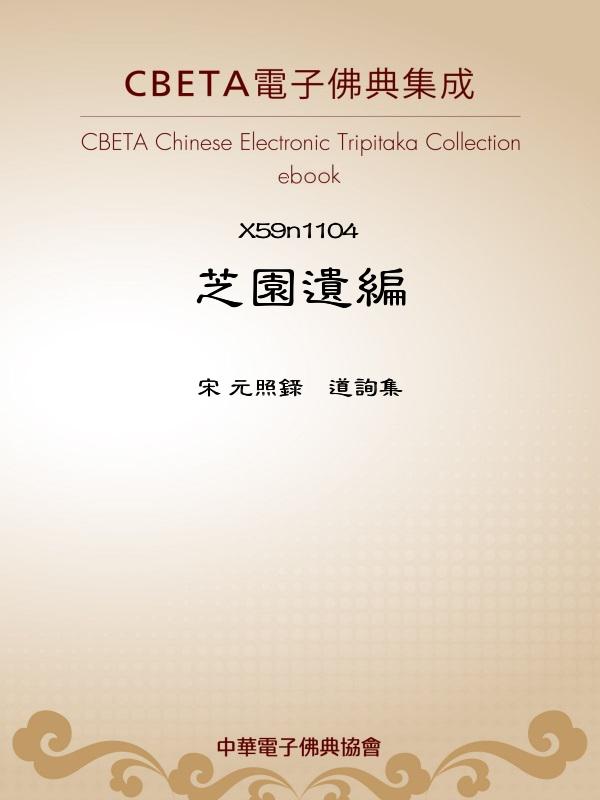 CBETA電子佛典集成
CBETA Chinese Electronic Tripitaka Collection
ebook
X59n1104
芝園遺編
宋 元照錄　道詢集
中華電子佛典協會